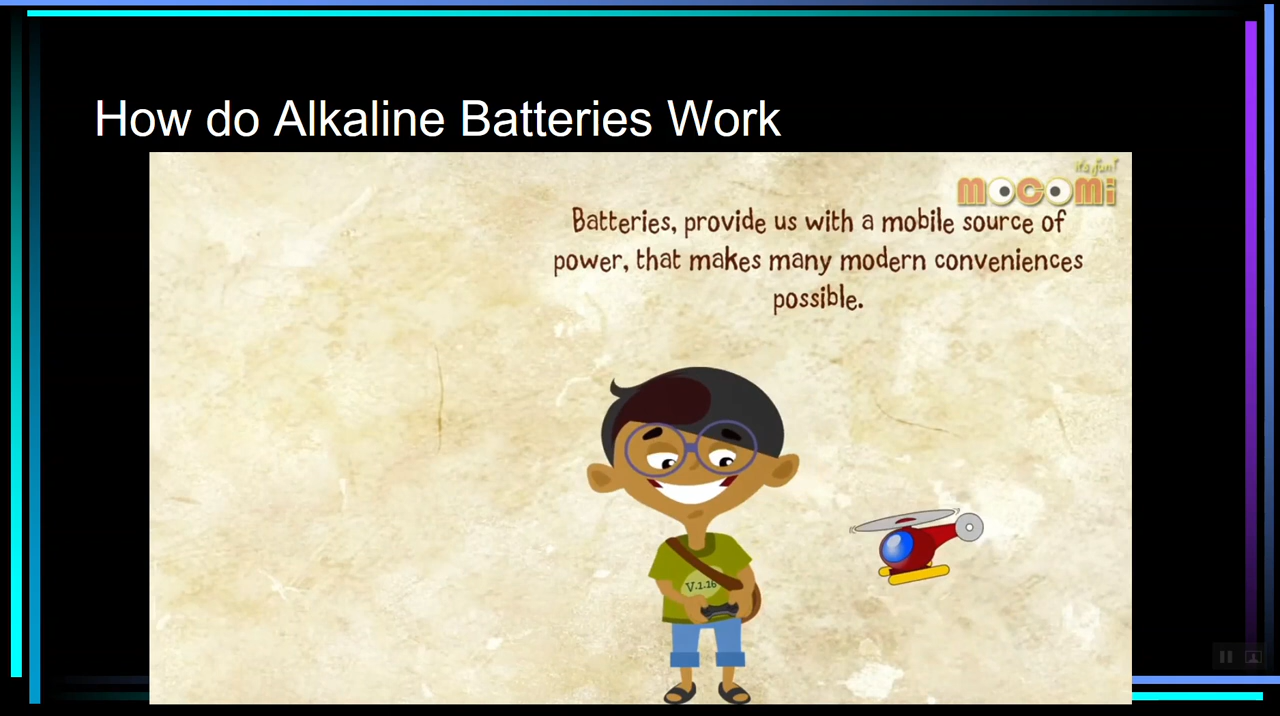 How do Alkaline Batteries Work
it's fun!
mocomi
Batteries, provide us with a mobile source of
power, that makes many modern conveniences
possible.
V.1.16